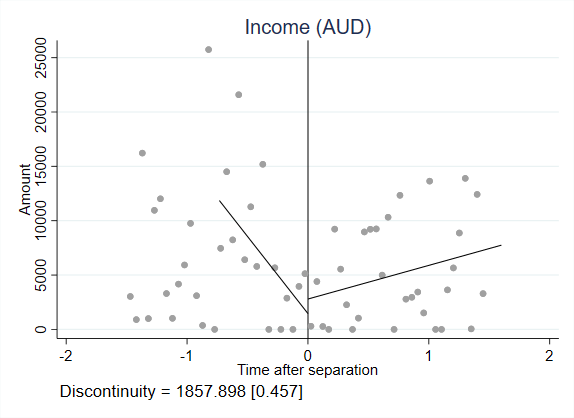 Income (AUD)
25000
20000
15000
10000
5000
0
Amount
-2
-1
0
1
2
Time after separation
Discontinuity = 1857.898 [0.457]